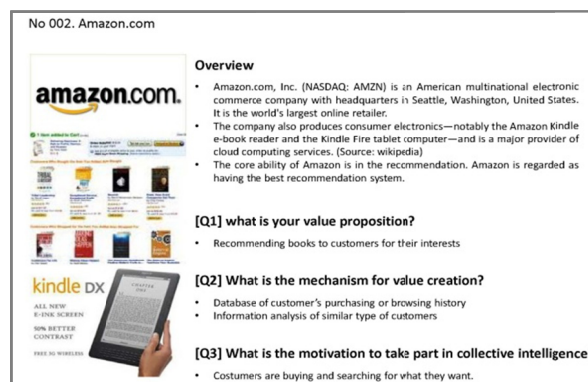 No 002. Amazon.com
amazon.com.
Overview
• Amazon.com, Inc. (NASDAQ: AMZN) is an American multinational electronic
commerce company with headquarters in Seattle, Washington, United States.
It is the world's largest online retailer.
• The company also produces consumer electronics—notably the Amazon Kindle
e-book reader and the Kindle Fire tablet computer—and is a major provider of
cloud computing services. (Source: wikipedia)
• The core ability of Amazon is in the recommendation. Amazon is regarded as
having the best recommendation system.
[Q1] what is your value proposition?
• Recommending books to customers for their interests
[Q2] What is the mechanism for value creation?
• Database of customer's purchasing or browsing history
• Information analysis of similar type of customers
[Q3] What is the motivation to take part in collective intelligence
• Costumers are buying and searching for what they want.
kindle DX
ALL NEW
E-INK SCREEN
50% BETTER
CONTRAST
FREE 3G WIRELESS
CHAPTER
ONE